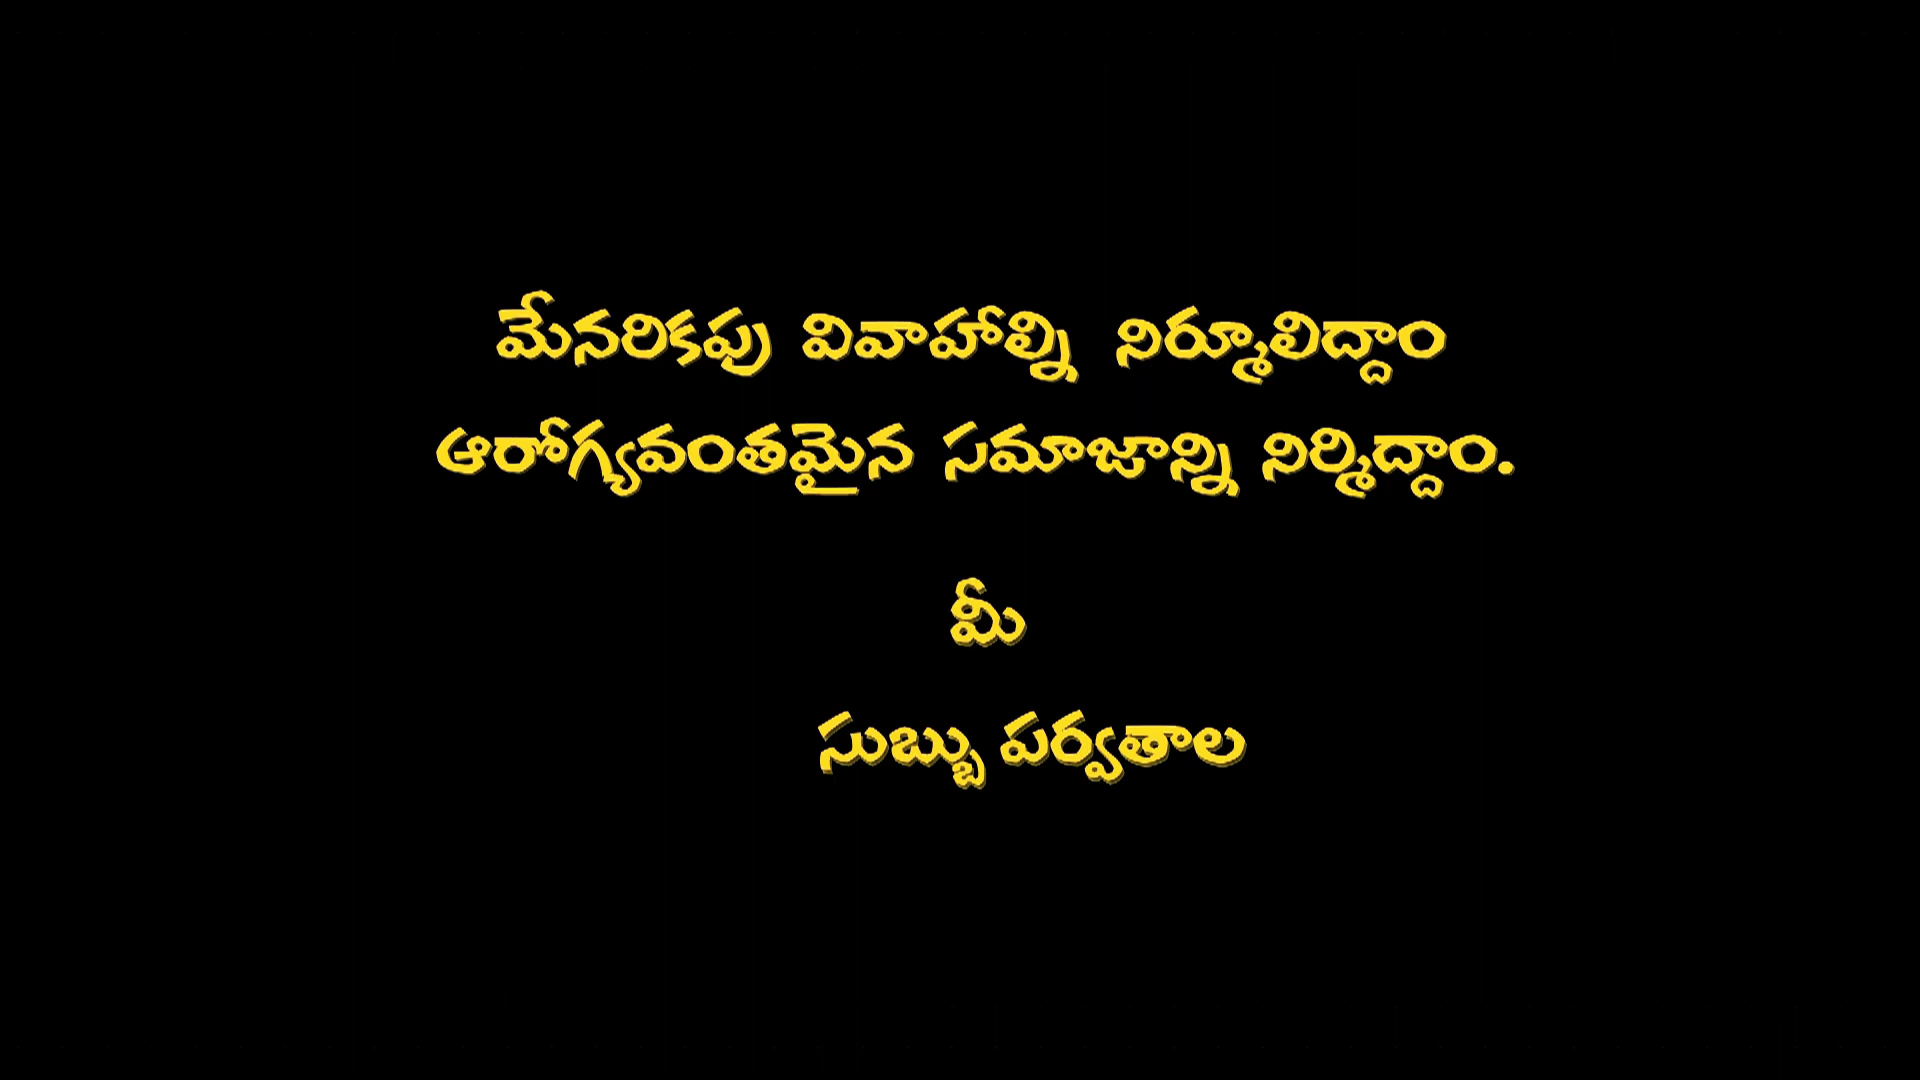 మేనరికపు వివాహాల్ని నిర్మూలిద్దాం
ఆరోగ్యవంతమైన సమాజాన్ని నిర్మిద్దాం.
మీ
సుబ్బు పర్వతాల